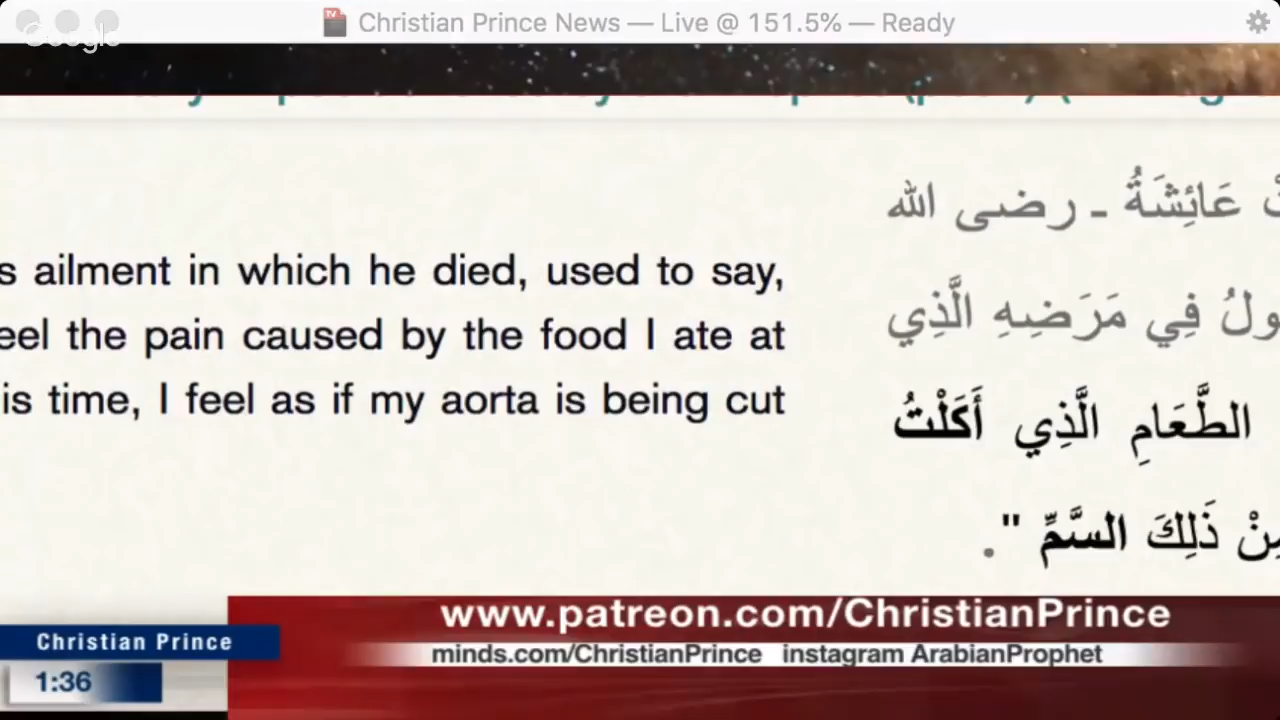 Christian Prince News — Live @ 151.5% — Ready
Google
عَائِشَةُ ـ رضى الله
s ailment in which he died, used to say,
فِي مَرَضِهِ الَّذِي
eel the pain caused by the food I ate at
is time, I feel as if my aorta is being cut
الطَّعَامِ الَّذِي أَكَلْتُ
ذَلِكَ السَّمِّ ".
www.patreon.com/ChristianPrince
Christian Prince
minds.com/ChristianPrince instagram ArabianProphet
1:36